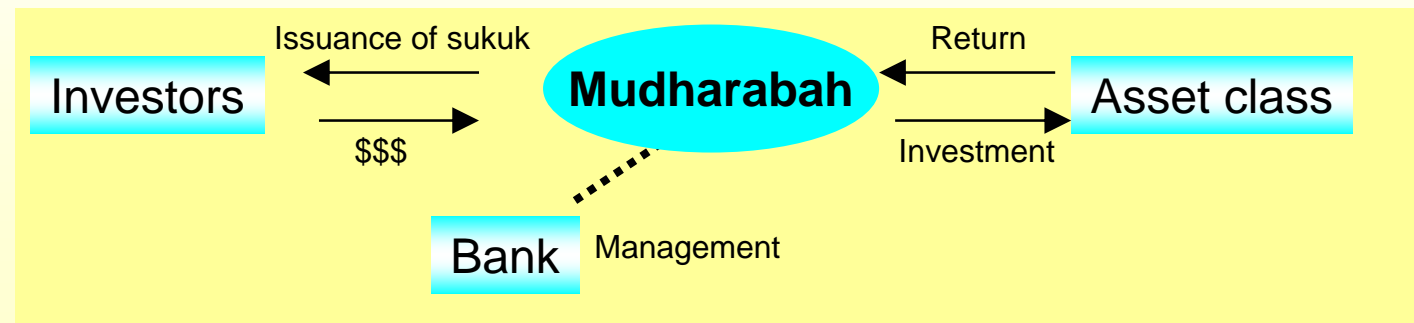 Issuance of sukuk
Return
Investors
Mudharabah
Asset class
$$$
Investment
Bank
Management